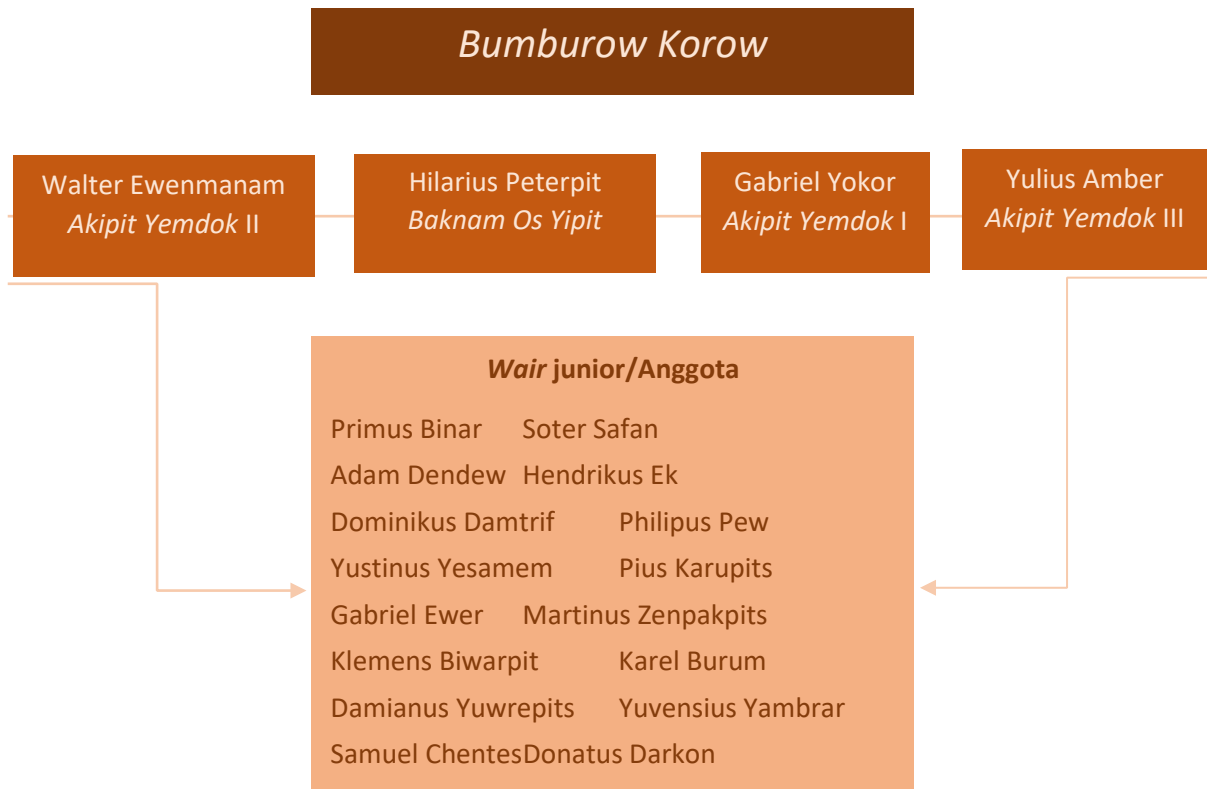 Bumburow Korow
Walter Ewenmanam
Akipit Yemdok II
Hilarius Peterpit
Baknam Os Yipit
Gabriel Yokor
Akipit Yemdok I
Yulius Amber
Akipit Yemdok III
Wair junior/Anggota
Primus Binar Soter Safan
Adam Dendew Hendrikus Ek
Dominikus Damtrif Philipus Pew
Yustinus Yesamem Pius Karupits
Gabriel Ewer Martinus Zenpakpits
Klemens Biwarpit Karel Burum
Damianus Yuwrepits Yuvensius Yambrar
Samuel ChentesDonatus Darkon